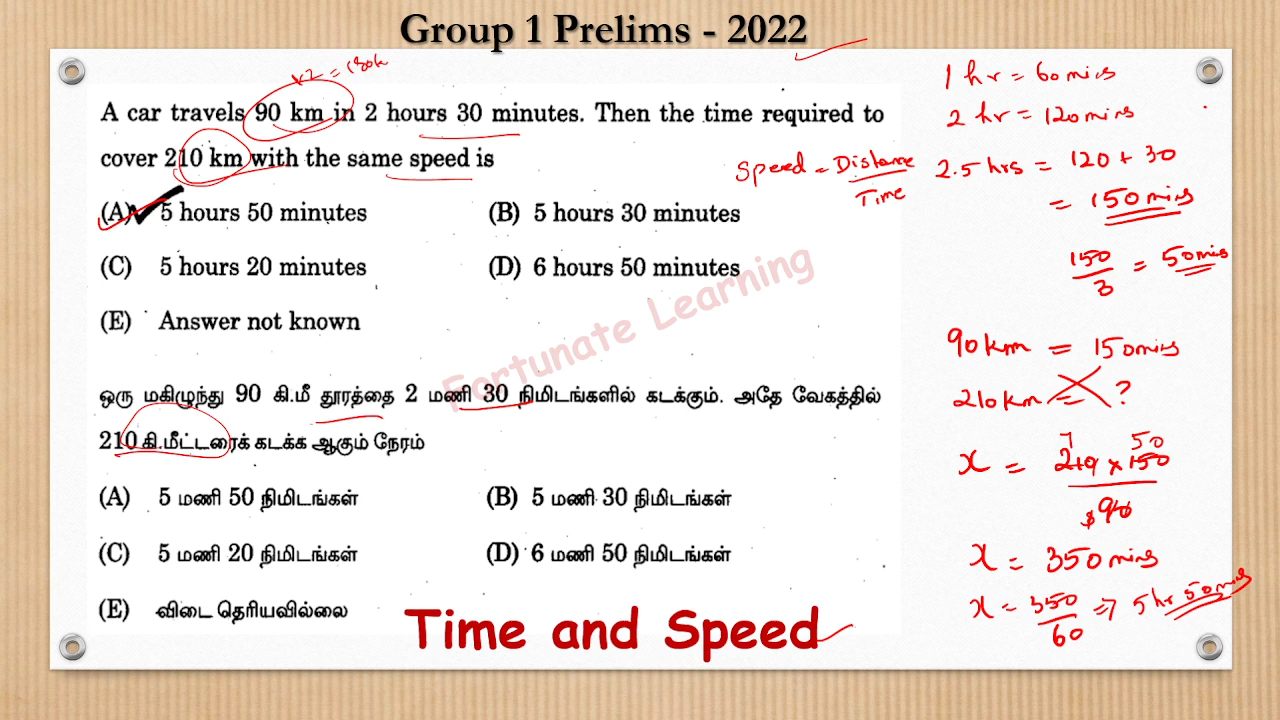 Group 1 Prelims - 2022
x2 = 180k
A car travels 90 km in 2 hours 30 minutes. Then the time required to
cover 210 km with the same speed is
(A) 5 hours 50 minutes
(B) 5 hours 30 minutes
(C) 5 hours 20 minutes
(D) 6 hours 50 minutes
(E) Answer not known
Fortunate Learning
ஒரு மகிழுந்து 90 கி.மீ தூரத்தை 2 மணி 30 நிமிடங்களில் கடக்கும். அதே வேகத்தில்
210 கி.மீட்டரைக் கடக்க ஆகும் நேரம்
(A) 5 மணி 50 நிமிடங்கள்
(B) 5 மணி 30 நிமிடங்கள்
(C) 5 மணி 20 நிமிடங்கள்
(D) 6 மணி 50 நிமிடங்கள்
(E) விடை தெரியவில்லை
Time and Speed
Speed = Distance
Time
1 hr = 60 mins
2 hr = 120 mins
2.5 hrs = 120 + 30
= 150 mins
150
3
= 50 mins
90 km = 150 mins
210 km = ?
7 50
x = 210 x 150
3 90
x = 350 mins
x = 350
60
=> 5 hr 50 mins